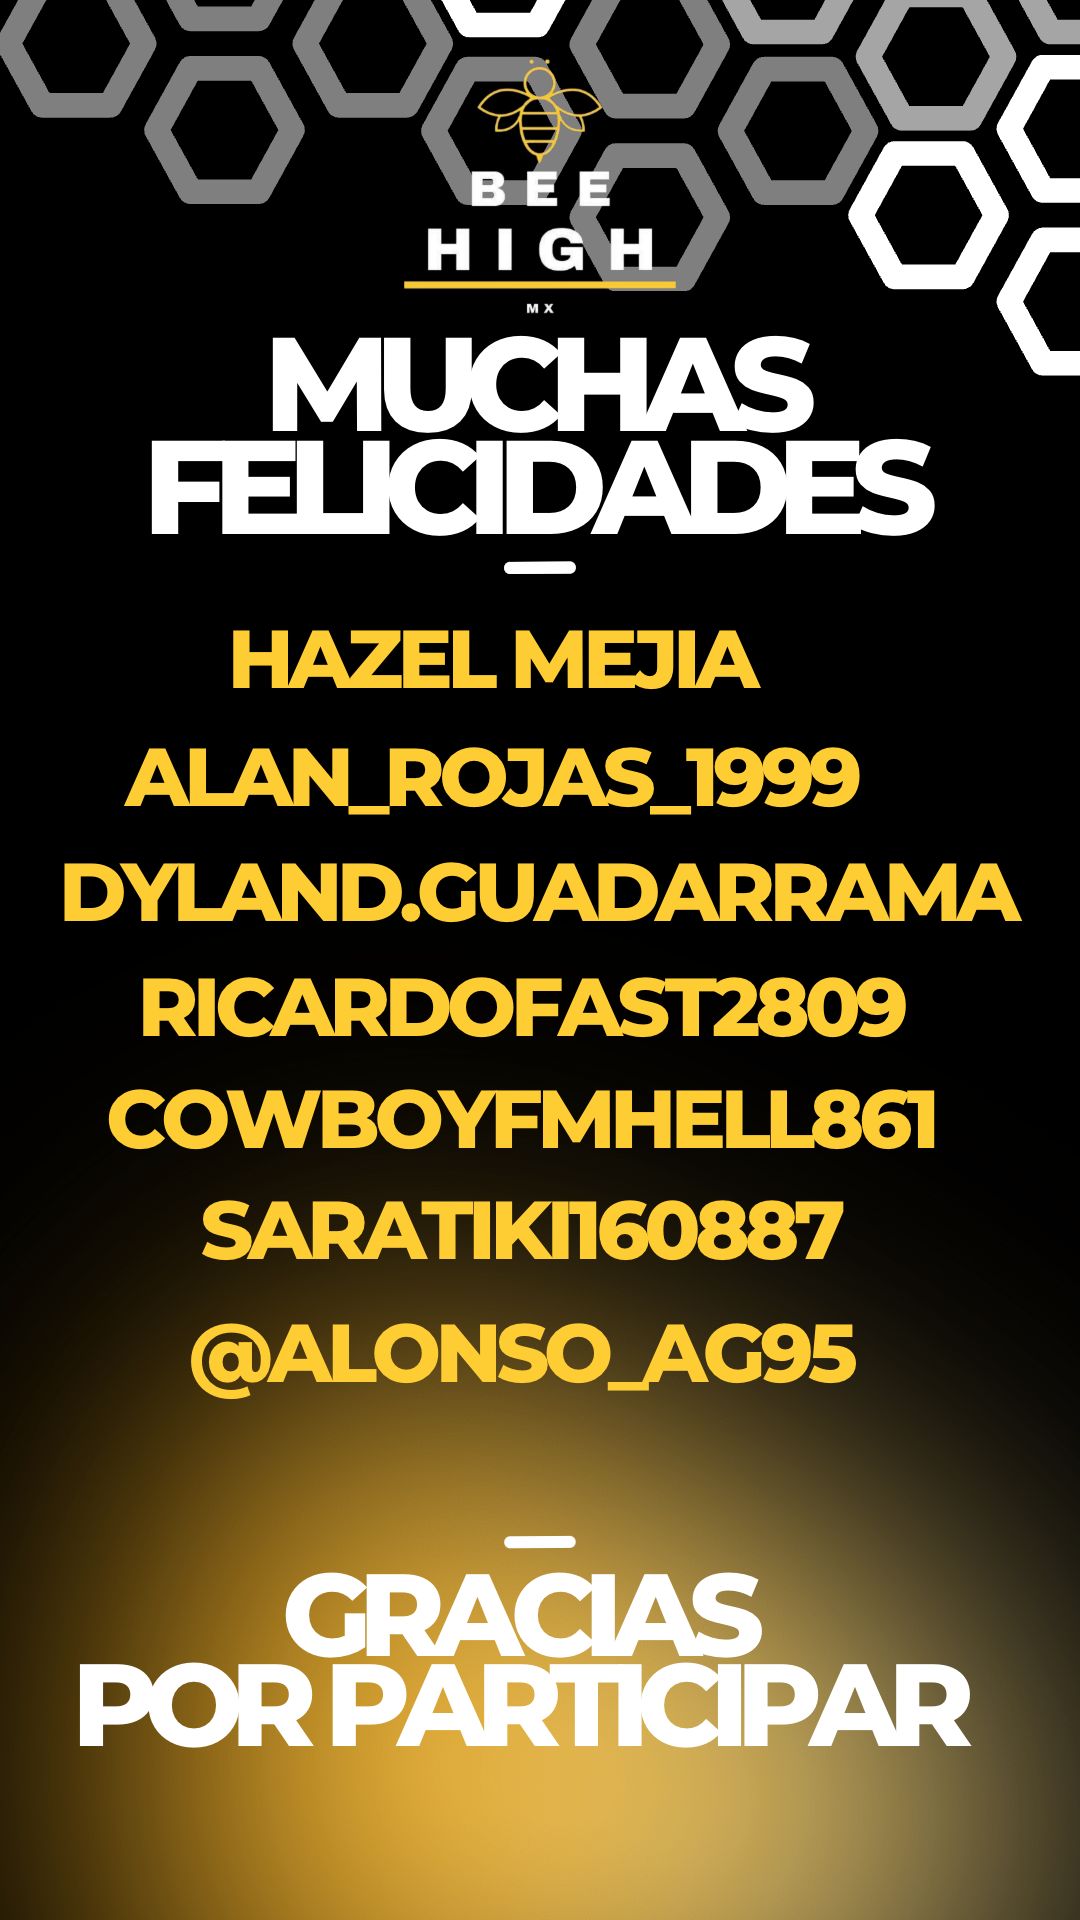 BEE
HIGH
MX
MUCHAS
FELICIDADES
HAZEL MEJIA
ALAN_ROJAS_1999
DYLAND.GUADARRAMA
RICARDOFAST2809
COWBOYFMHELL861
SARATIKI160887
@ALONSO_AG95
GRACIAS
POR PARTICIPAR